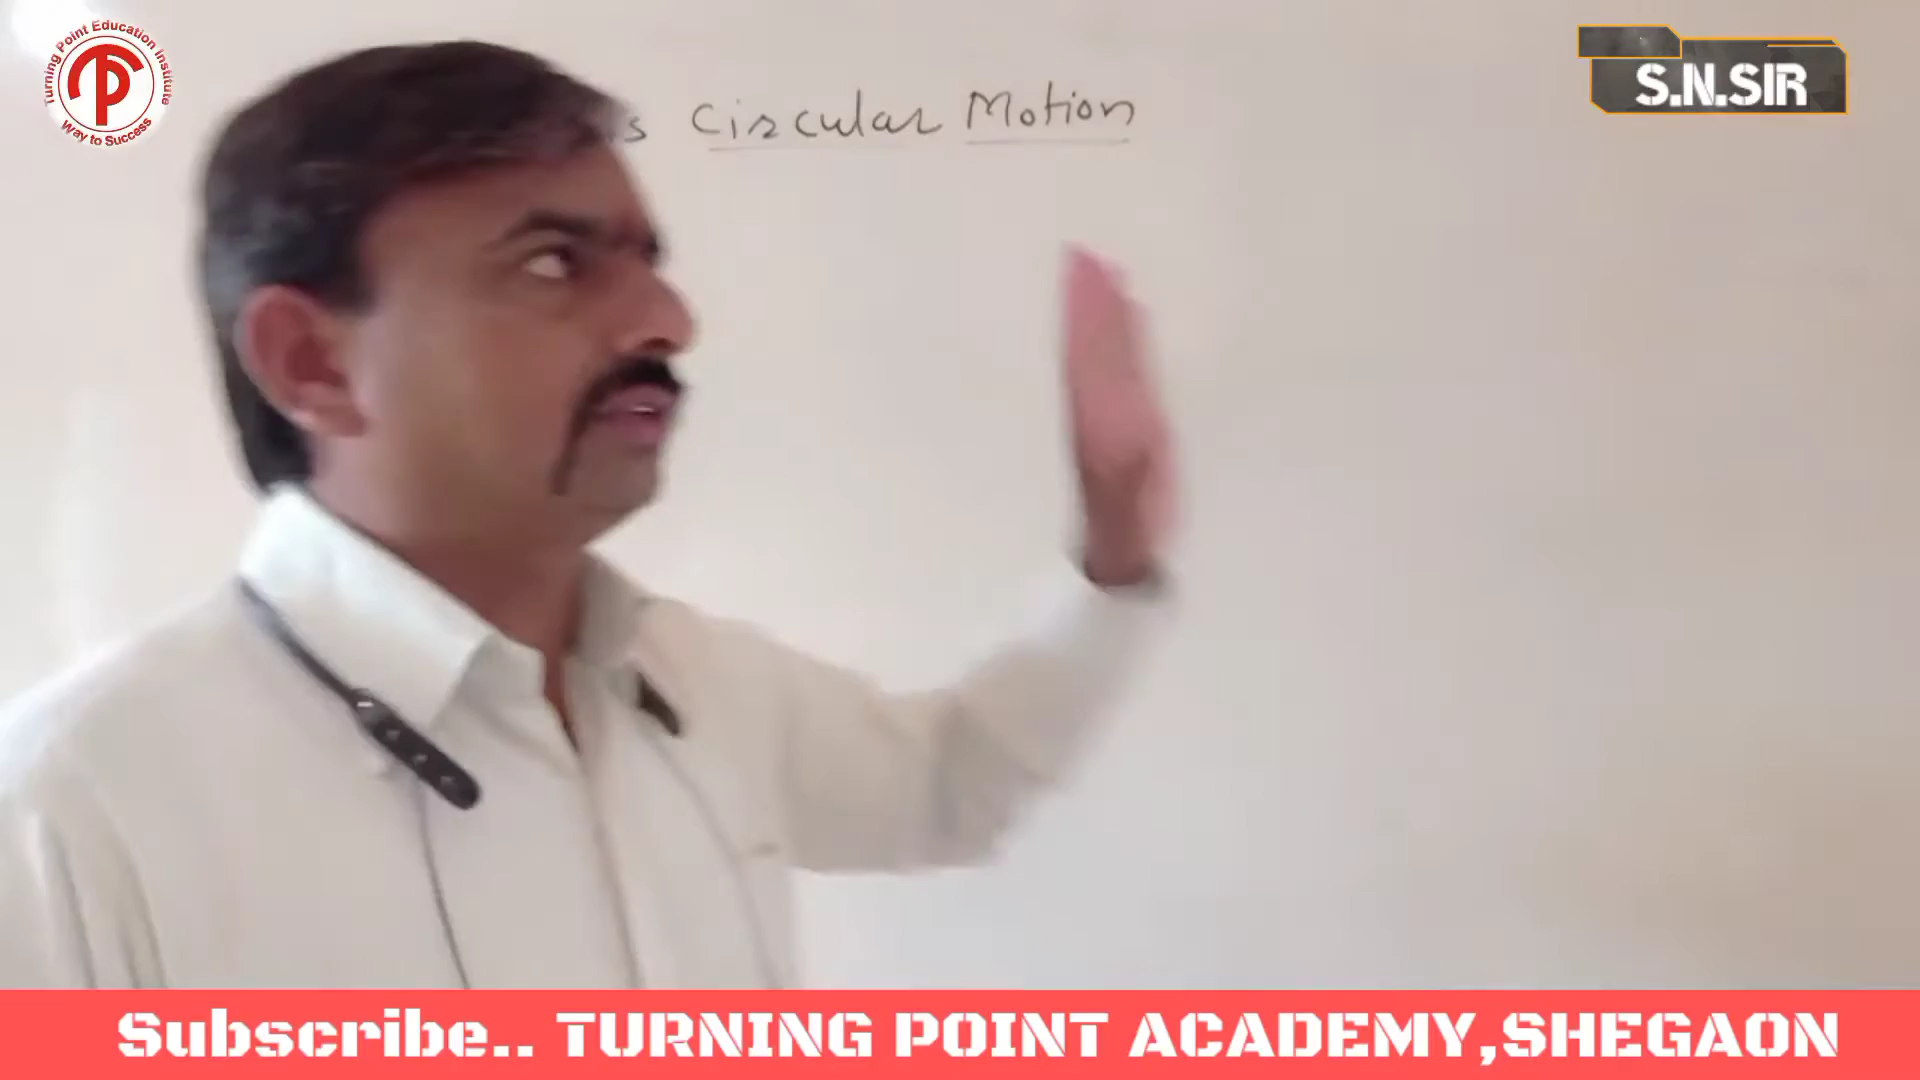 Turning Point Education Institute
Way to Success
S.N.SIR
s Circular Motion
Subscribe.. TURNING POINT ACADEMY,SHEGAON